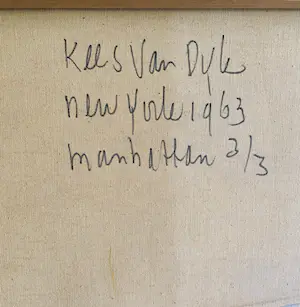 Kees Van Dyk
new york 1963
manhattan 3/3